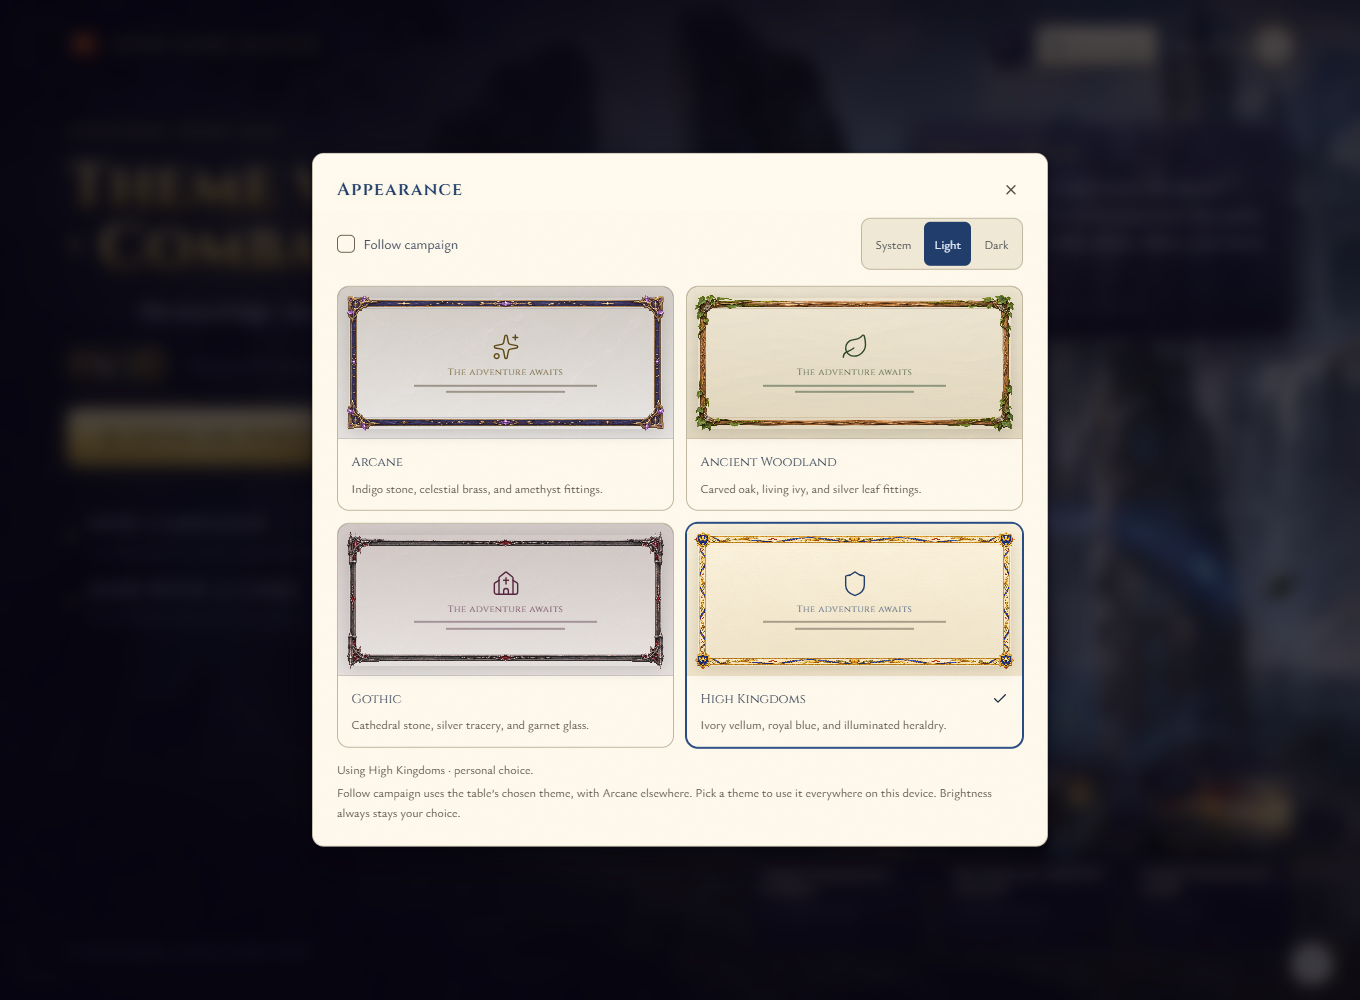 Appearance
Follow campaign
System Light Dark
The adventure awaits
The adventure awaits
Arcane
Indigo stone, celestial brass, and amethyst fittings.
Ancient Woodland
Carved oak, living ivy, and silver leaf fittings.
The adventure awaits
The adventure awaits
Gothic
Cathedral stone, silver tracery, and garnet glass.
High Kingdoms
Ivory vellum, royal blue, and illuminated heraldry.
Using High Kingdoms · personal choice.
Follow campaign uses the table's chosen theme, with Arcane elsewhere. Pick a theme to use it everywhere on this device. Brightness
always stays your choice.
Theme